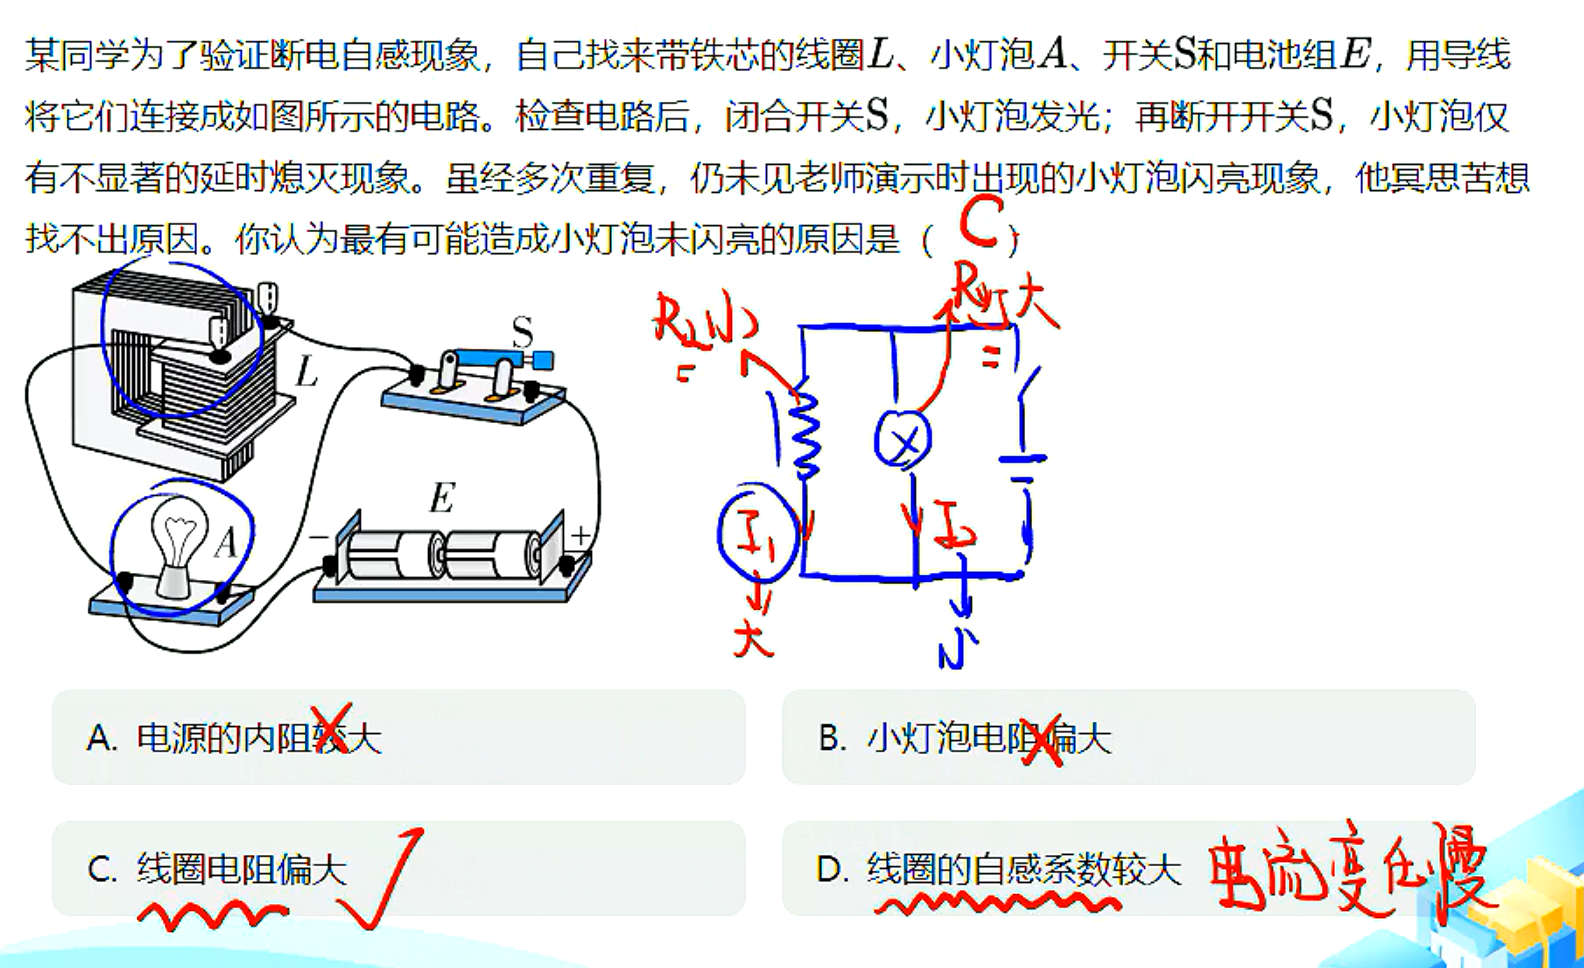 某同学为了验证断电自感现象，自己找来带铁芯的线圈L、小灯泡A、开关S和电池组E，用导线
将它们连接成如图所示的电路。检查电路后，闭合开关S，小灯泡发光；再断开开关S，小灯泡仅
有不显著的延时熄灭现象。虽经多次重复，仍未见老师演示时出现的小灯泡闪亮现象，他冥思苦想
找不出原因。你认为最有可能造成小灯泡未闪亮的原因是（ C ）
R灯大
S
L
E
A
−
+
I₁
I₂
大
小
A. 电源的内阻较大
B. 小灯泡电阻偏大
C. 线圈电阻偏大
D. 线圈的自感系数较大 电流变化慢